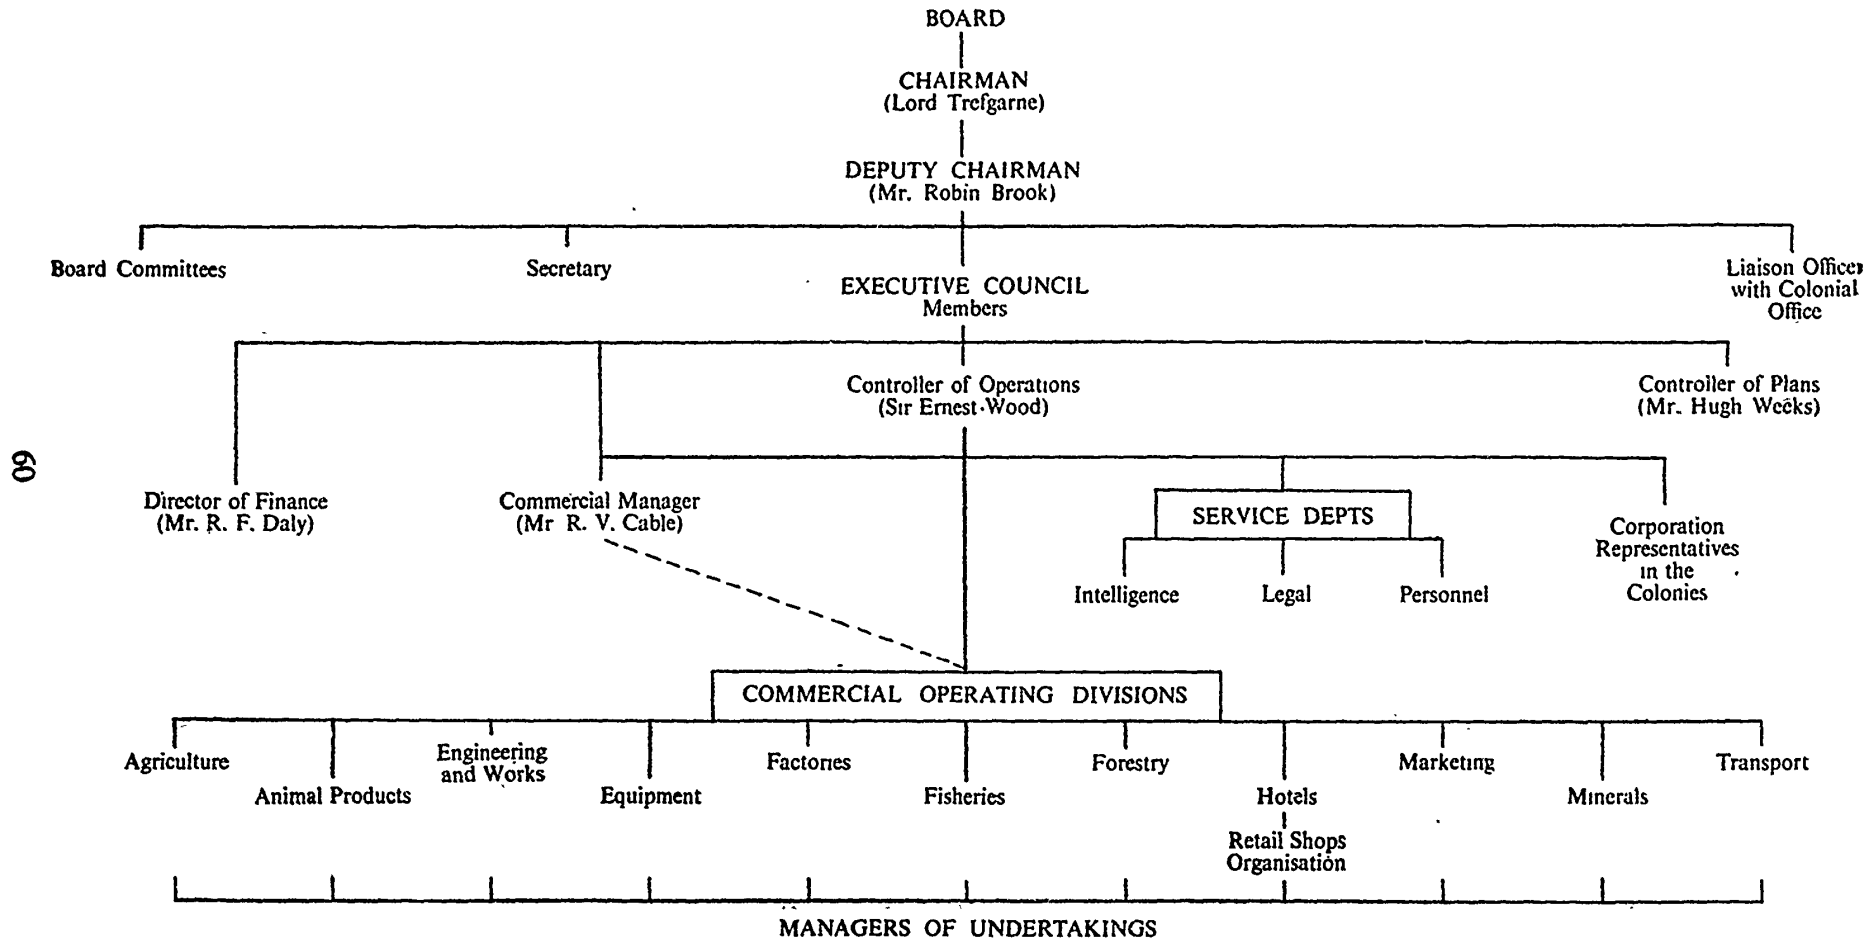 BOARD
CHAIRMAN
(Lord Trefgarne)
DEPUTY CHAIRMAN
(Mr. Robin Brook)
Board Committees
Secretary
EXECUTIVE COUNCIL
Members
Liaison Officer
with Colonial
Office
Controller of Operations
(Sir Ernest Wood)
Controller of Plans
(Mr. Hugh Weeks)
60
Director of Finance
(Mr. R. F. Daly)
Commercial Manager
(Mr R. V. Cable)
SERVICE DEPTS
Corporation
Representatives
in the
Colonies
Intelligence
Legal
Personnel
COMMERCIAL OPERATING DIVISIONS
Agriculture
Animal Products
Engineering
and Works
Equipment
Factories
Fisheries
Forestry
Hotels
Retail Shops
Organisation
Marketing
Minerals
Transport
MANAGERS OF UNDERTAKINGS